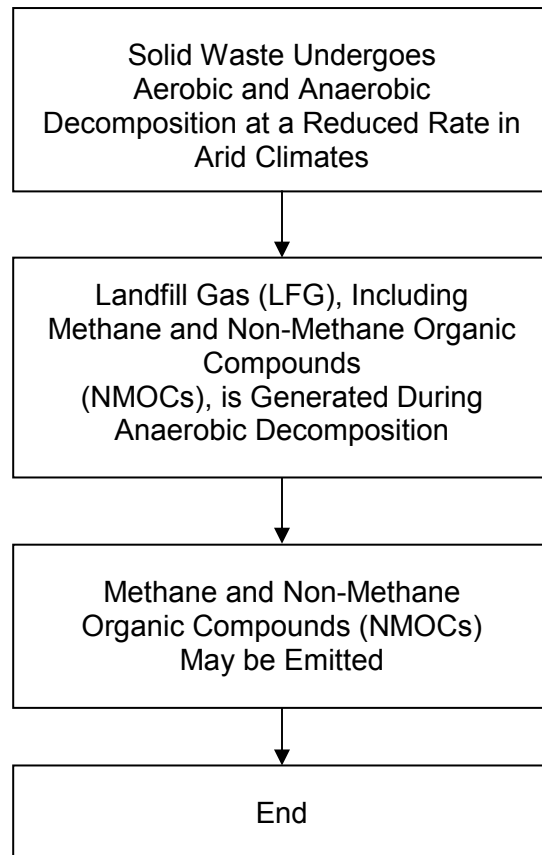 Solid Waste Undergoes
Aerobic and Anaerobic
Decomposition at a Reduced Rate in
Arid Climates
Landfill Gas (LFG), Including
Methane and Non-Methane Organic
Compounds
(NMOCs), is Generated During
Anaerobic Decomposition
Methane and Non-Methane
Organic Compounds (NMOCs)
May be Emitted
End